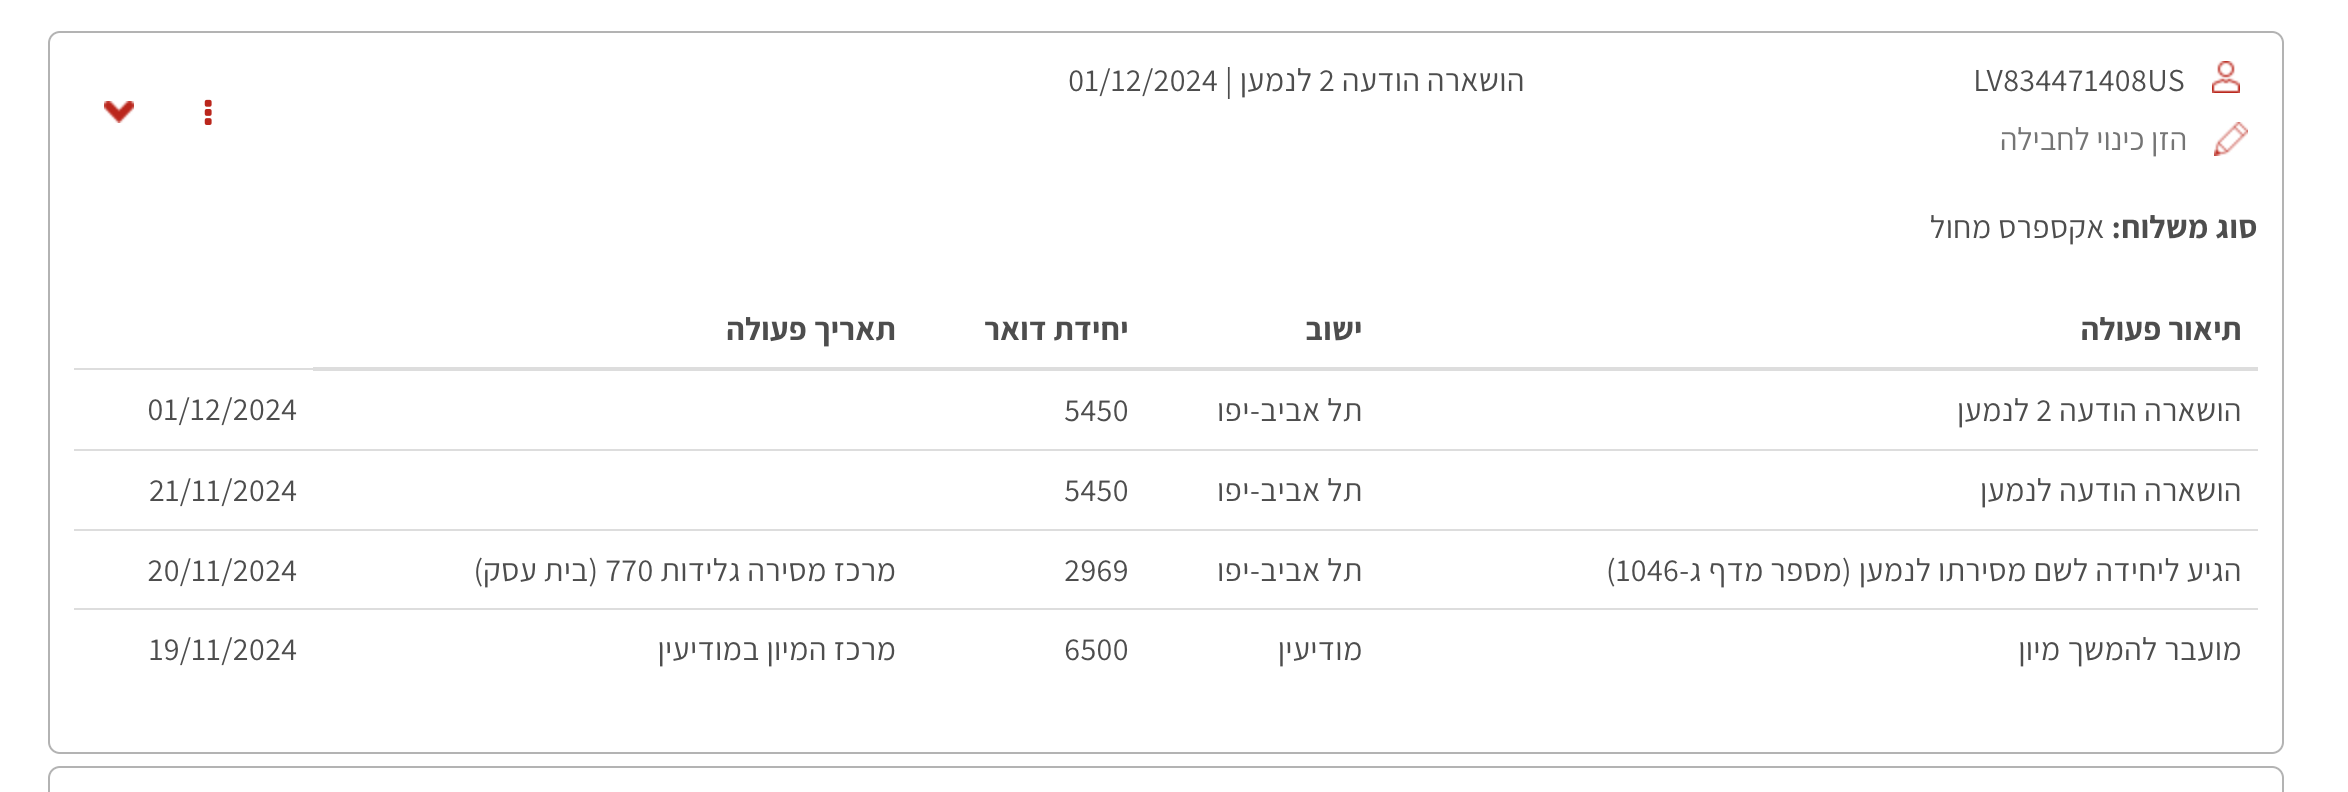 LV834471408US
הושארה הודעה 2 לנמען | 01/12/2024
הזן כינוי לחבילה
סוג משלוח: אקספרס מחול
תיאור פעולה ישוב יחידת דואר תאריך פעולה
הושארה הודעה 2 לנמען תל אביב-יפו 5450 01/12/2024
הושארה הודעה לנמען תל אביב-יפו 5450 21/11/2024
הגיע ליחידה לשם מסירתו לנמען (מספר מדף ג-1046) תל אביב-יפו 2969 מרכז מסירה גלידות 770 (בית עסק) 20/11/2024
מועבר להמשך מיון מודיעין 6500 מרכז המיון במודיעין 19/11/2024